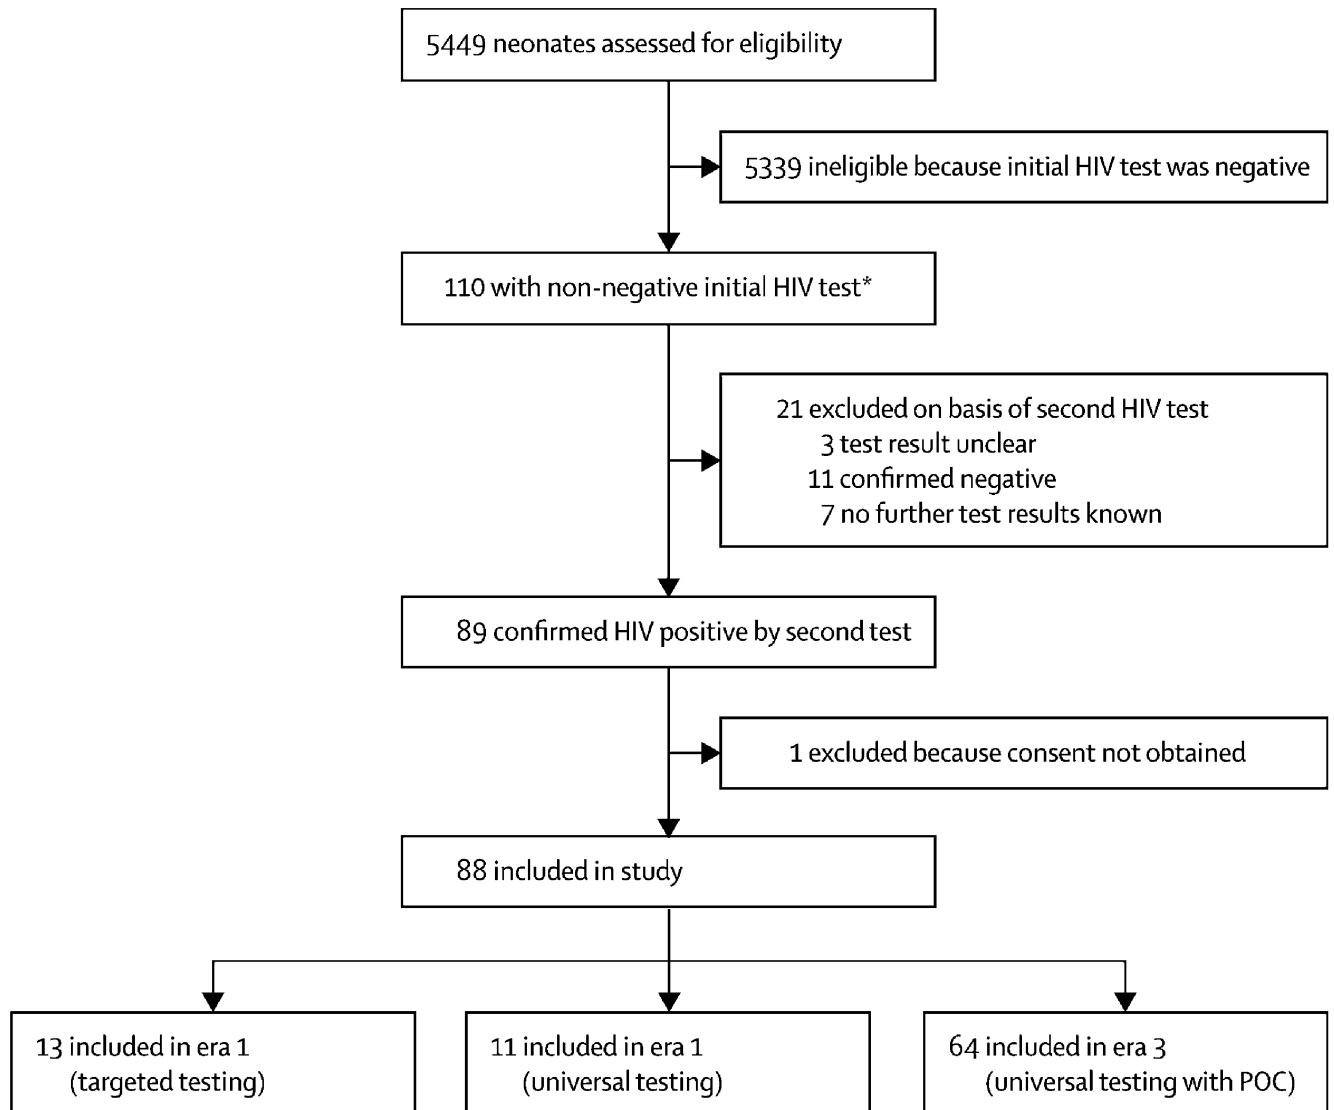 5449 neonates assessed for eligibility
5339 ineligible because initial HIV test was negative
110 with non-negative initial HIV test*
21 excluded on basis of second HIV test
3 test result unclear
11 confirmed negative
7 no further test results known
89 confirmed HIV positive by second test
1 excluded because consent not obtained
88 included in study
13 included in era 1
(targeted testing)
11 included in era 1
(universal testing)
64 included in era 3
(universal testing with POC)